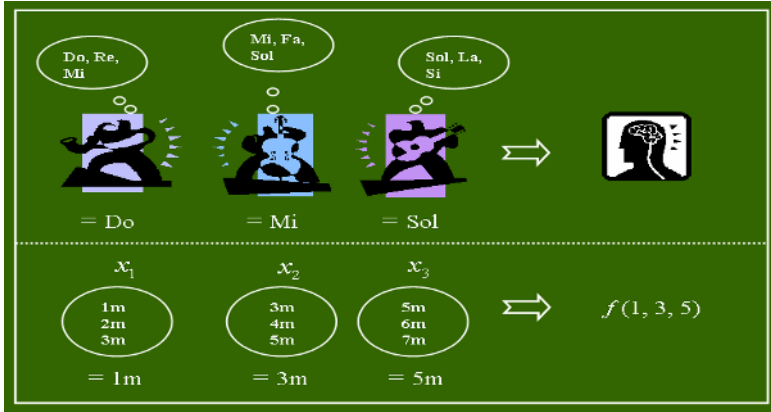 Do, Re,
Mi
Mi, Fa,
Sol
Sol, La,
Si
= Do
= Mi
= Sol
x₁
x₂
x₃
1m
2m
3m
3m
4m
5m
5m
6m
7m
f (1, 3, 5)
= 1m
= 3m
= 5m